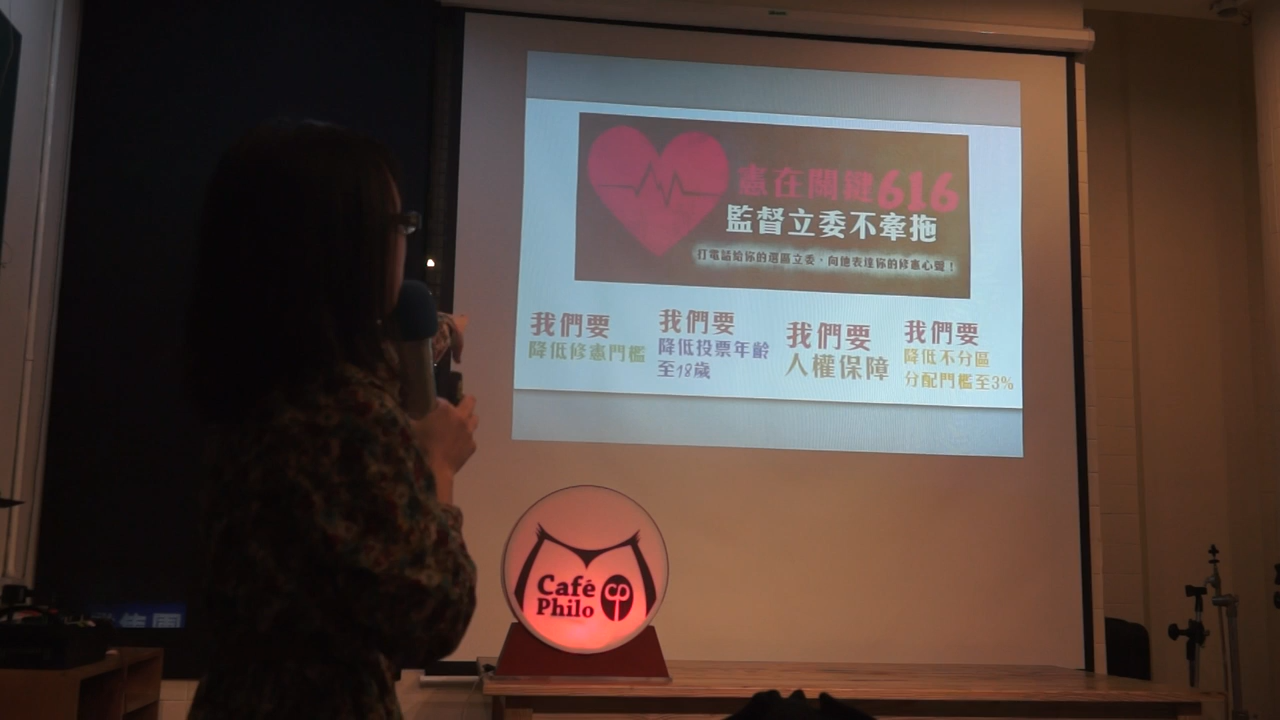 憲在關鍵616
監督立委不牽拖
打電話給你的選區立委，向他表達你的修憲心聲！
我們要
降低修憲門檻
我們要
降低投票年齡
至18歲
我們要
人權保障
我們要
降低不分區
分配門檻至3%
Café
Philo
集團